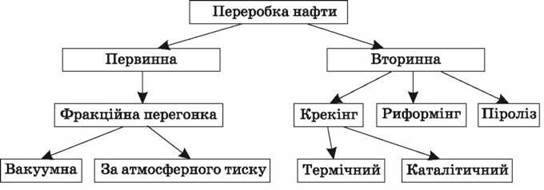 Переробка нафти
Первинна
Вторинна
Фракційна перегонка
Крекінг
Риформінг
Піроліз
Вакуумна
За атмосферного тиску
Термічний
Каталітичний